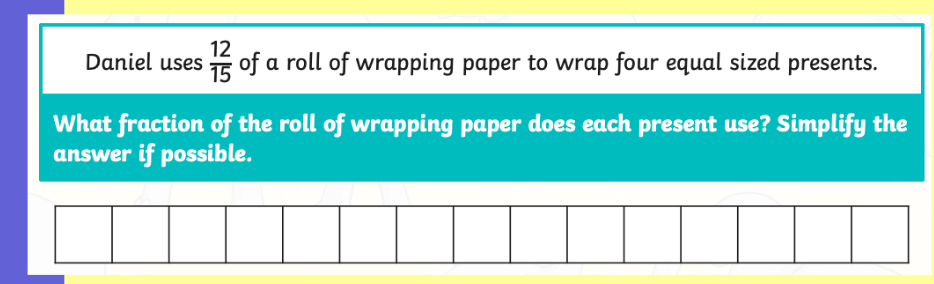 Daniel uses 12/15 of a roll of wrapping paper to wrap four equal sized presents.
What fraction of the roll of wrapping paper does each present use? Simplify the
answer if possible.